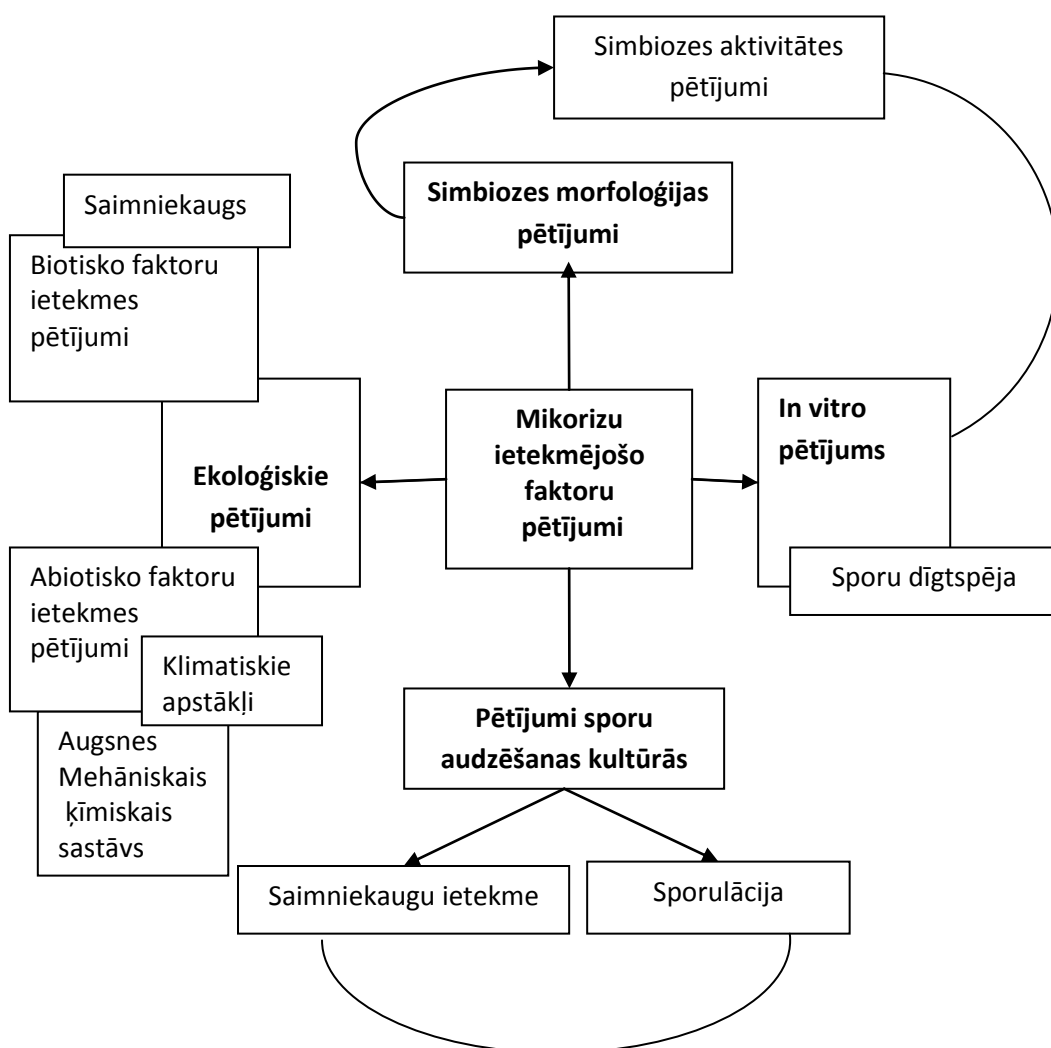 Simbiozes aktivitātes
pētījumi
Simbiozes morfoloģijas
pētījumi
Saimniekaugs
Biotisko faktoru
ietekmes
pētījumi
Ekoloģiskie
pētījumi
Mikorizu
ietekmējošo
faktoru
pētījumi
In vitro
pētījums
Sporu dīgtspēja
Abiotisko faktoru
ietekmes
pētījumi
Klimatiskie
apstākļi
Augsnes
Mehāniskais
ķīmiskais
sastāvs
Pētījumi sporu
audzēšanas kultūrās
Saimniekaugu ietekme
Sporulācija